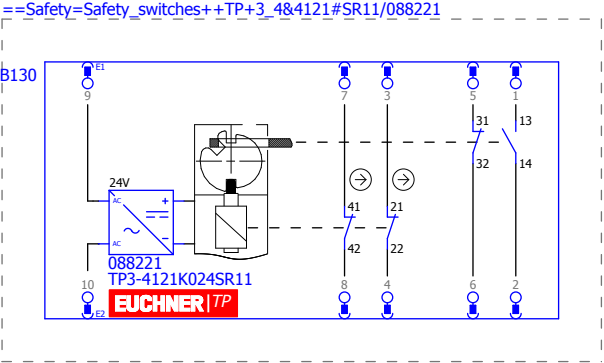 ==Safety=Safety_switches++TP+3_4&4121#SR11/088221
B130
E1
9 7 3 5 1
31 13
32 14
24V
AC +
AC -
41 21
42 22
088221
TP3-4121K024SR11
10 8 4 6 2
EUCHNER TP
E2